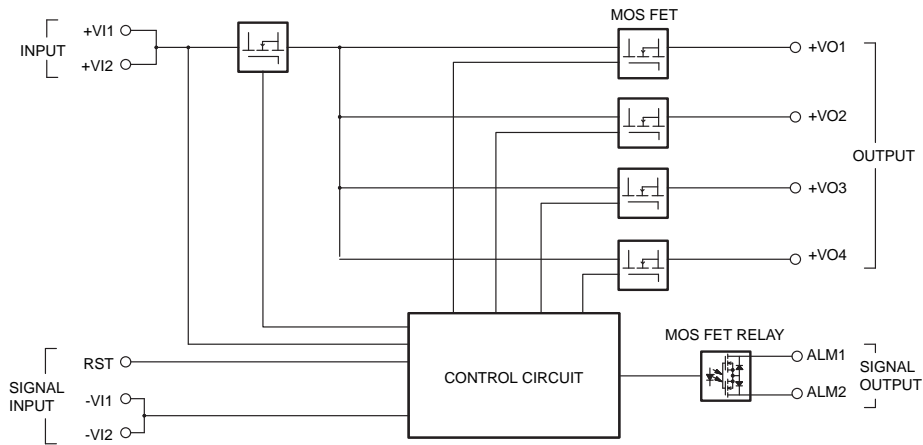 MOS FET
+VI1
INPUT
+VI2
+VO1
+VO2
OUTPUT
+VO3
+VO4
MOS FET RELAY
RST
SIGNAL
INPUT
-VI1
-VI2
CONTROL CIRCUIT
ALM1
ALM2
SIGNAL
OUTPUT